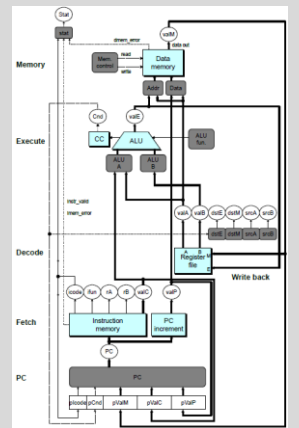 Stat
valM
stat
dmem_error
data out
Memory
Mem. control
read
write
Data memory
Addr
Data
Cnd
valE
Execute
CC
ALU
ALU fun.
ALU A
ALU B
instr_valid
imem_error
valA
valB
dstE
dstM
srcA
srcB
dstE
dstM
srcA
srcB
Decode
A
B
Register file
M
E
Write back
icode
ifun
rA
rB
valC
valP
Fetch
Instruction memory
PC increment
PC
PC
PC
pIcode
pCnd
pValM
pValC
pValP